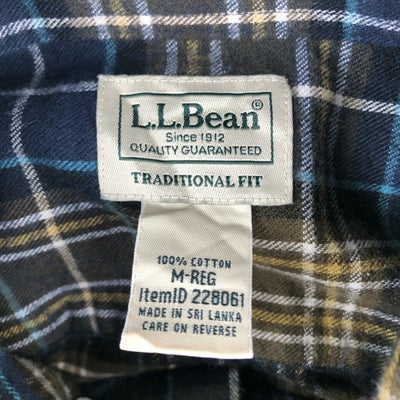 L.L.Bean®
Since 1912
QUALITY GUARANTEED
TRADITIONAL FIT
100% COTTON
M-REG
ItemID 228061
MADE IN SRI LANKA
CARE ON REVERSE